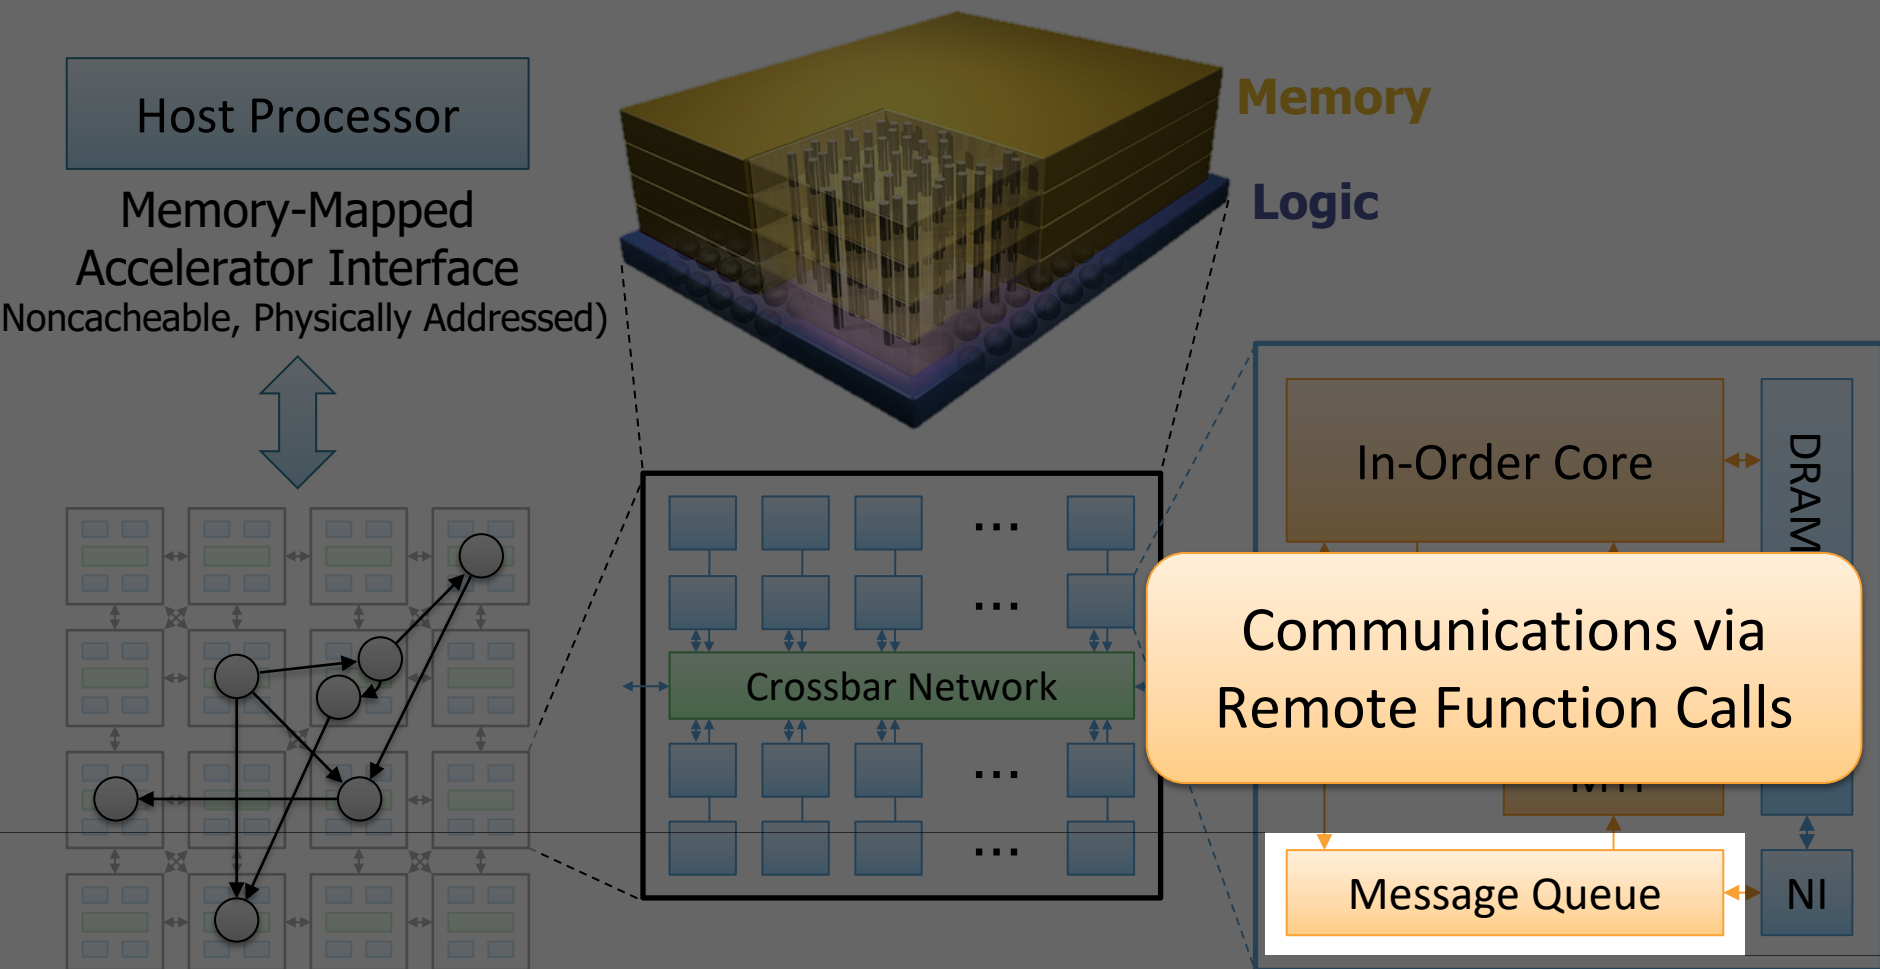 Host Processor
Memory-Mapped
Accelerator Interface
Noncacheable, Physically Addressed)
Memory
Logic
Crossbar Network
...
...
...
...
In-Order Core
DRAM
Communications via
Remote Function Calls
Message Queue
NI